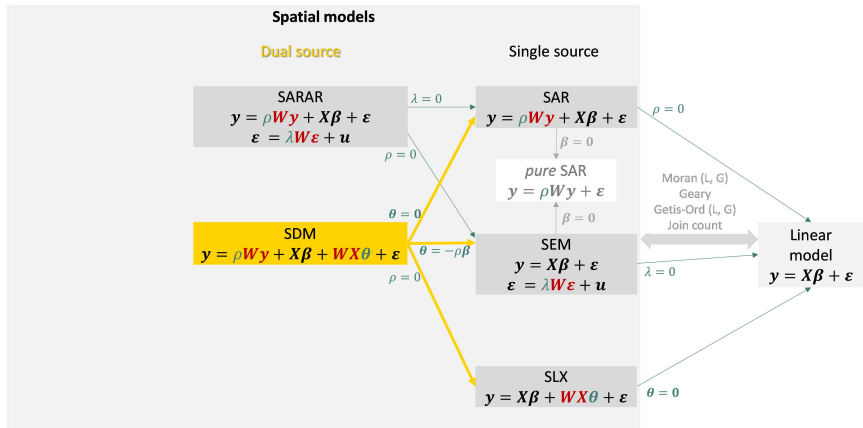 Spatial models
Dual source
Single source
SARAR
y = ρWy + Xβ + ε
ε = λWε + u
λ = 0
ρ = 0
SAR
y = ρWy + Xβ + ε
ρ = 0
β = 0
pure SAR
y = ρWy + ε
β = 0
Moran (L, G)
Geary
Getis-Ord (L, G)
Join count
θ = 0
SDM
y = ρWy + Xβ + WXθ + ε
θ = −ρβ
ρ = 0
SEM
y = Xβ + ε
ε = λWε + u
λ = 0
Linear
model
y = Xβ + ε
SLX
y = Xβ + WXθ + ε
θ = 0